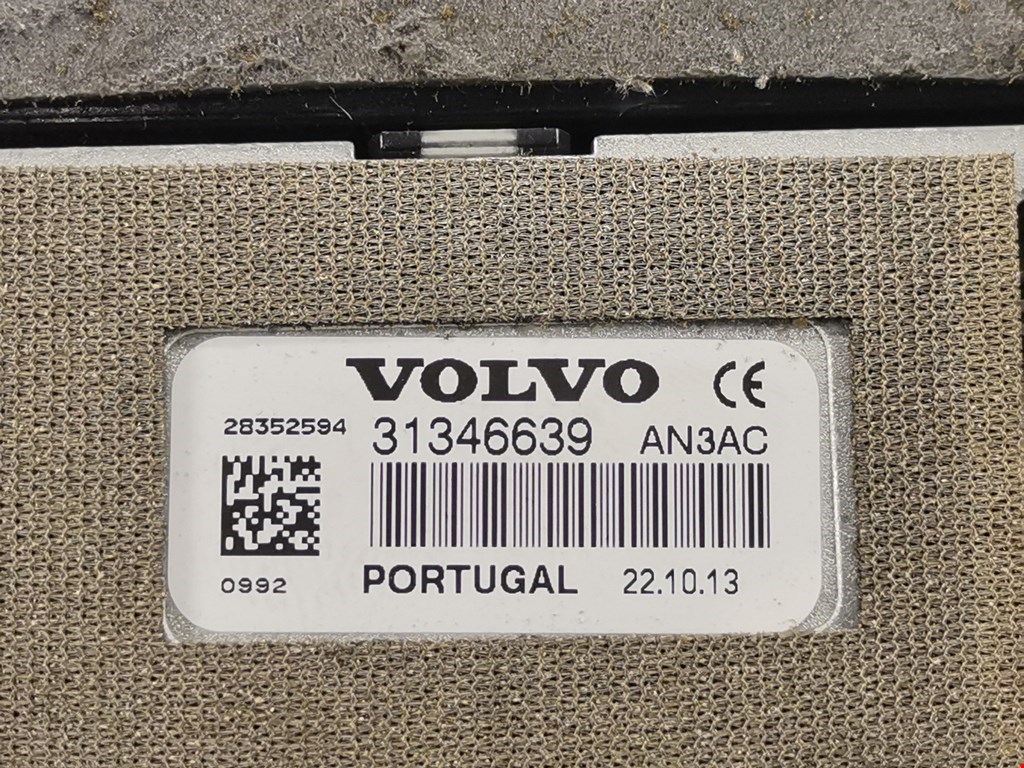 VOLVO CE
28352594 31346639 AN3AC
0992 PORTUGAL 22.10.13